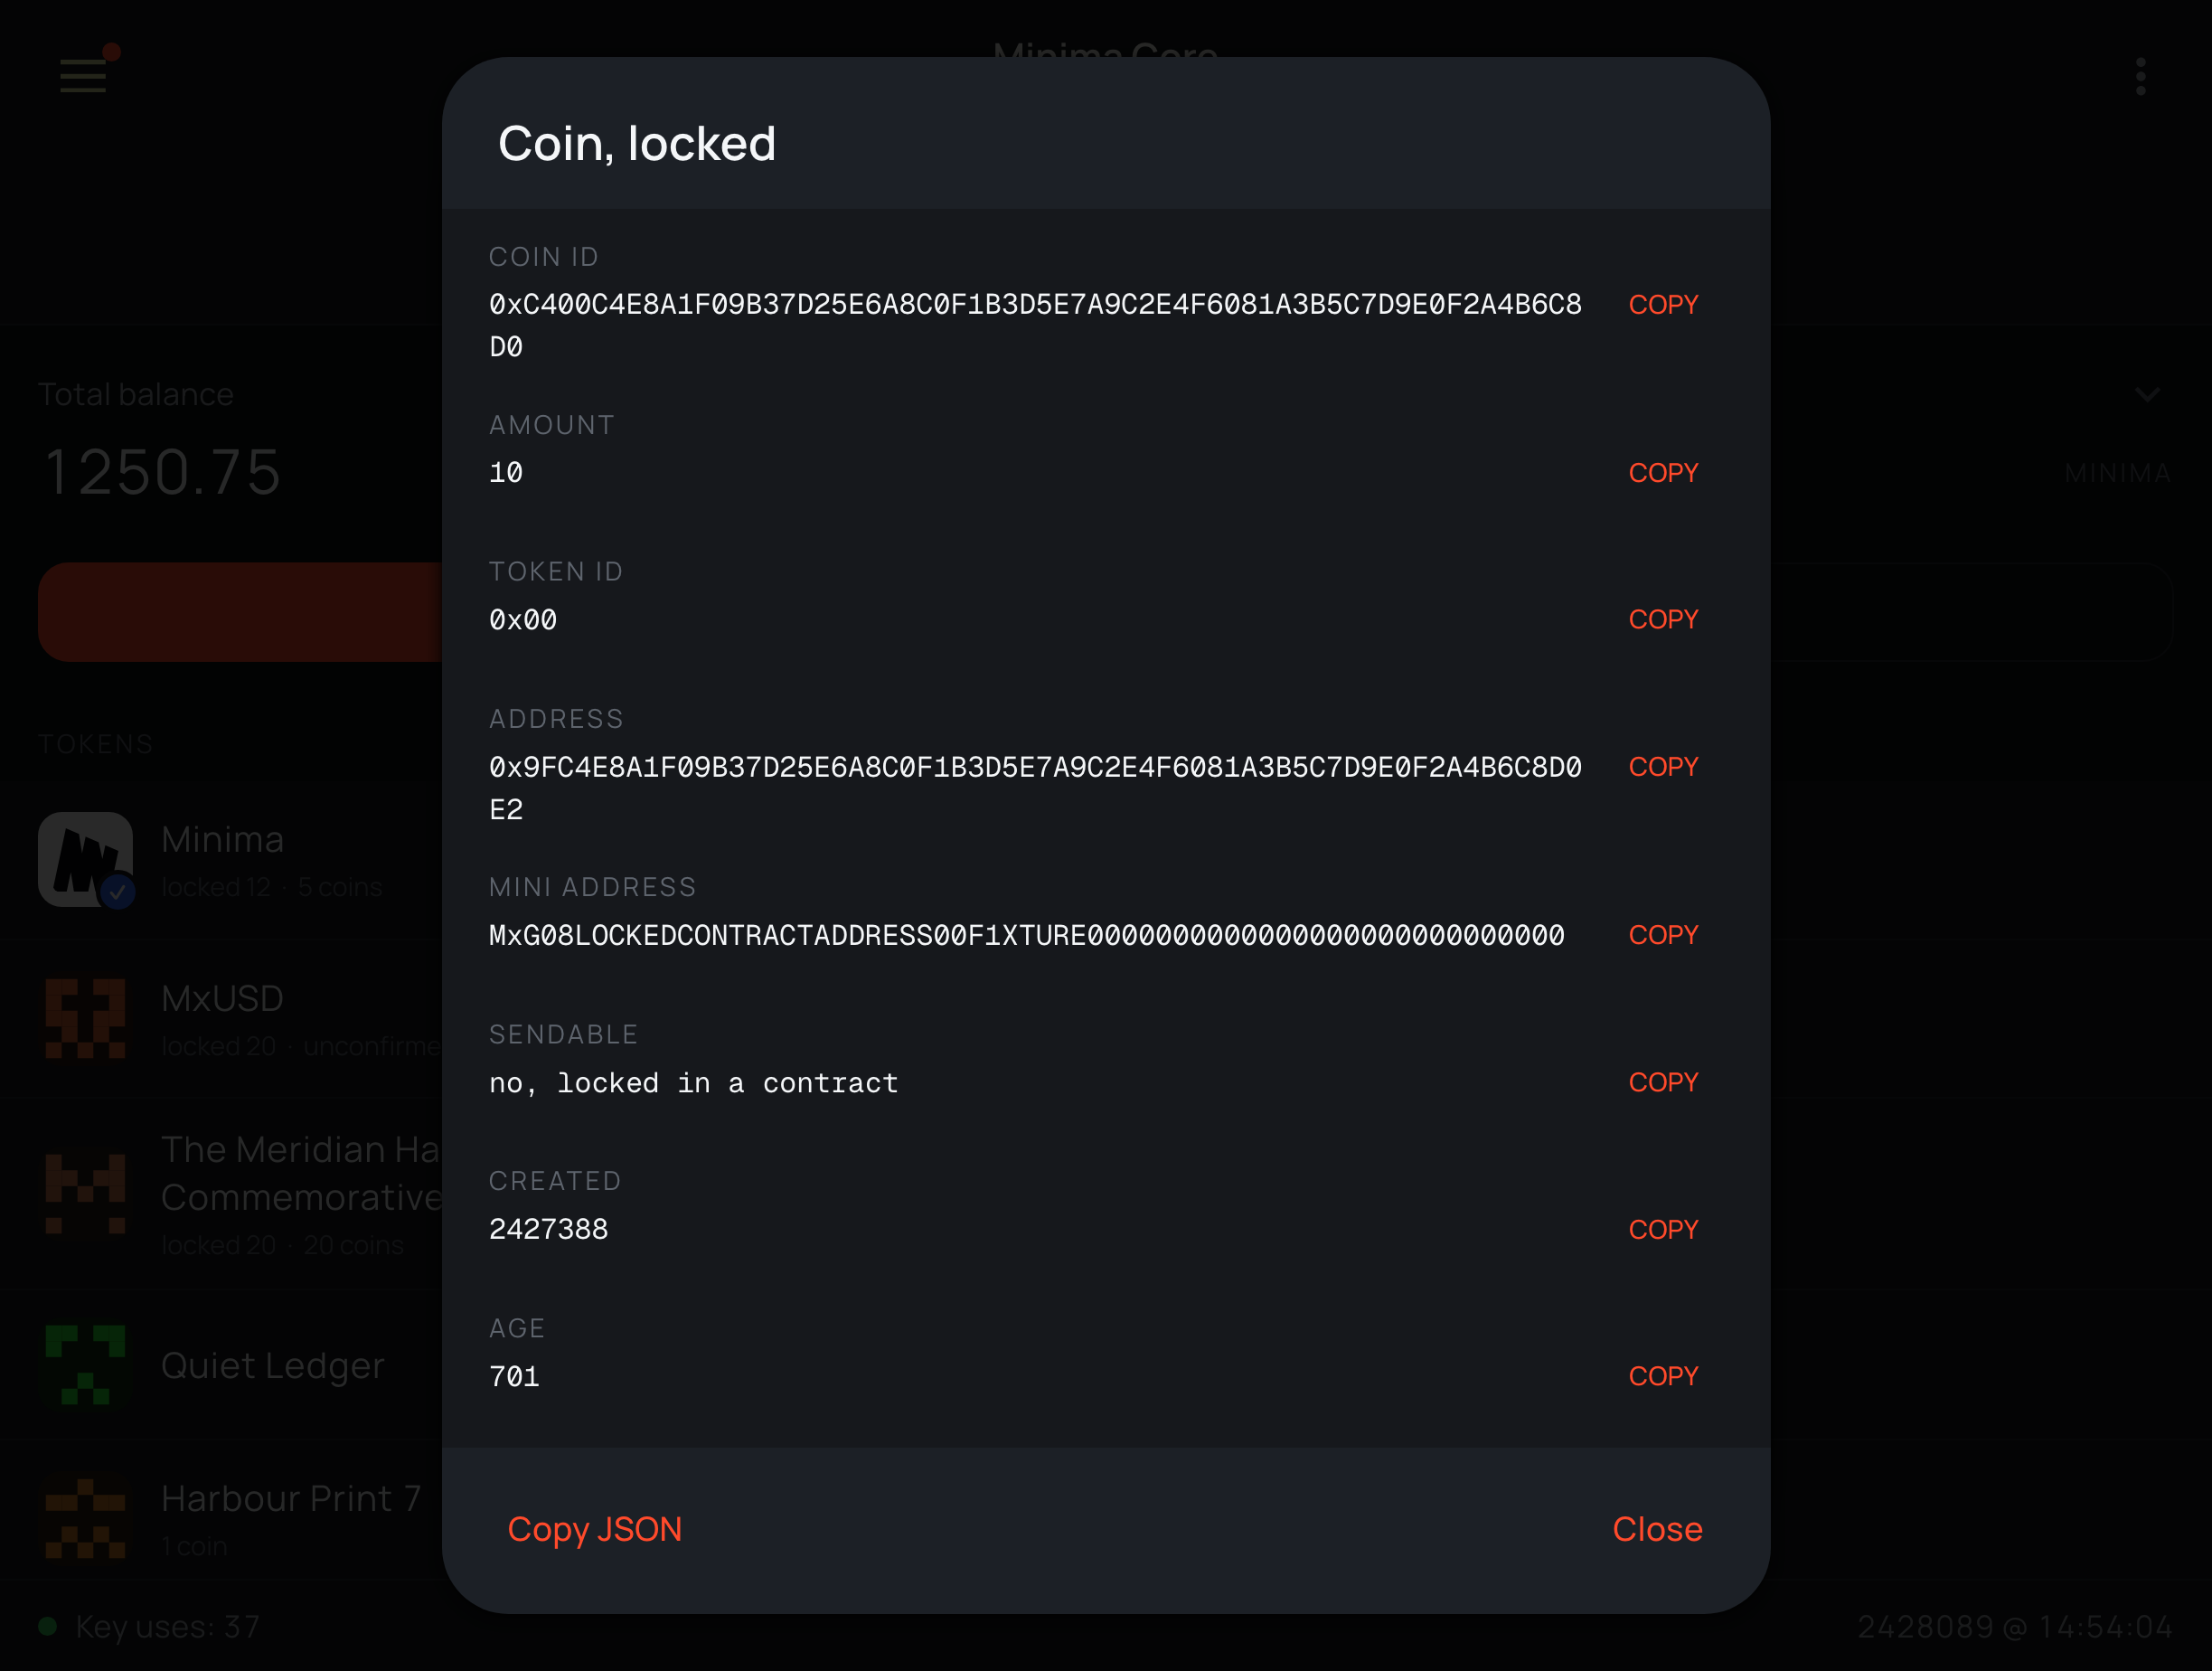 Minima Core
Coin, locked
COIN ID
0xC400C4E8A1F09B37D25E6A8C0F1B3D5E7A9C2E4F6081A3B5C7D9E0F2A4B6C8
D0
COPY
AMOUNT
10
COPY
TOKEN ID
0x00
COPY
ADDRESS
0x9FC4E8A1F09B37D25E6A8C0F1B3D5E7A9C2E4F6081A3B5C7D9E0F2A4B6C8D0
E2
COPY
MINI ADDRESS
MxG08LOCKEDCONTRACTADDRESS00F1XTURE0000000000000000000000000000
COPY
SENDABLE
no, locked in a contract
COPY
CREATED
2427388
COPY
AGE
701
COPY
Copy JSON
Close
Total balance
1250.75
MINIMA
TOKENS
Minima
locked 12 · 5 coins
MxUSD
locked 20 · unconfirme
The Meridian Ha
Commemorative
locked 20 · 20 coins
Quiet Ledger
Harbour Print 7
1 coin
Key uses: 37
2428089 @ 14:54:04